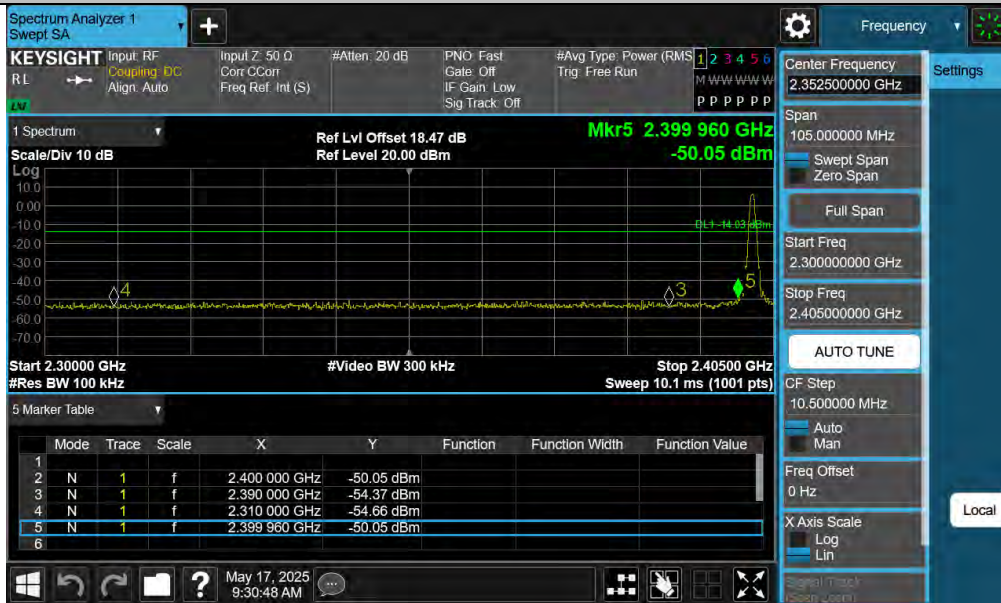 Spectrum Analyzer 1
Swept SA
+
Frequency
KEYSIGHT
RL
LXI
Input: RF
Coupling: DC
Align: Auto
Input Z: 50 Ω
Corr CCorr
Freq Ref: Int (S)
#Atten: 20 dB
PNO: Fast
Gate: Off
IF Gain: Low
Sig Track: Off
#Avg Type: Power (RMS
Trig: Free Run
1 2 3 4 5 6
M W W W W W
P P P P P P
1 Spectrum
Scale/Div 10 dB
Ref Lvl Offset 18.47 dB
Ref Level 20.00 dBm
Mkr5 2.399 960 GHz
-50.05 dBm
Log
10.0
0.00
-10.0
-20.0
-30.0
-40.0
-50.0
-60.0
-70.0
DL1 -14.03 dBm
4
3
5
Start 2.30000 GHz
#Video BW 300 kHz
Stop 2.40500 GHz
#Res BW 100 kHz
Sweep 10.1 ms (1001 pts)
5 Marker Table
Mode Trace Scale X Y Function Function Width Function Value
1
2 N 1 f 2.400 000 GHz -50.05 dBm
3 N 1 f 2.390 000 GHz -54.37 dBm
4 N 1 f 2.310 000 GHz -54.66 dBm
5 N 1 f 2.399 960 GHz -50.05 dBm
6
?
May 17, 2025
9:30:48 AM
Center Frequency
2.352500000 GHz
Settings
Span
105.000000 MHz
Swept Span
Zero Span
Full Span
Start Freq
2.300000000 GHz
Stop Freq
2.405000000 GHz
AUTO TUNE
CF Step
10.500000 MHz
Auto
Man
Freq Offset
0 Hz
Local
X Axis Scale
Log
Lin
Signal Track
(Span Zoom)